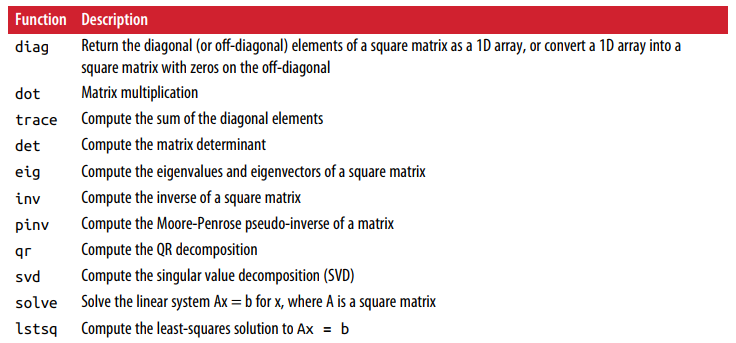 Function Description
diag Return the diagonal (or off-diagonal) elements of a square matrix as a 1D array, or convert a 1D array into a
square matrix with zeros on the off-diagonal
dot Matrix multiplication
trace Compute the sum of the diagonal elements
det Compute the matrix determinant
eig Compute the eigenvalues and eigenvectors of a square matrix
inv Compute the inverse of a square matrix
pinv Compute the Moore-Penrose pseudo-inverse of a matrix
qr Compute the QR decomposition
svd Compute the singular value decomposition (SVD)
solve Solve the linear system Ax = b for x, where A is a square matrix
lstsq Compute the least-squares solution to Ax = b